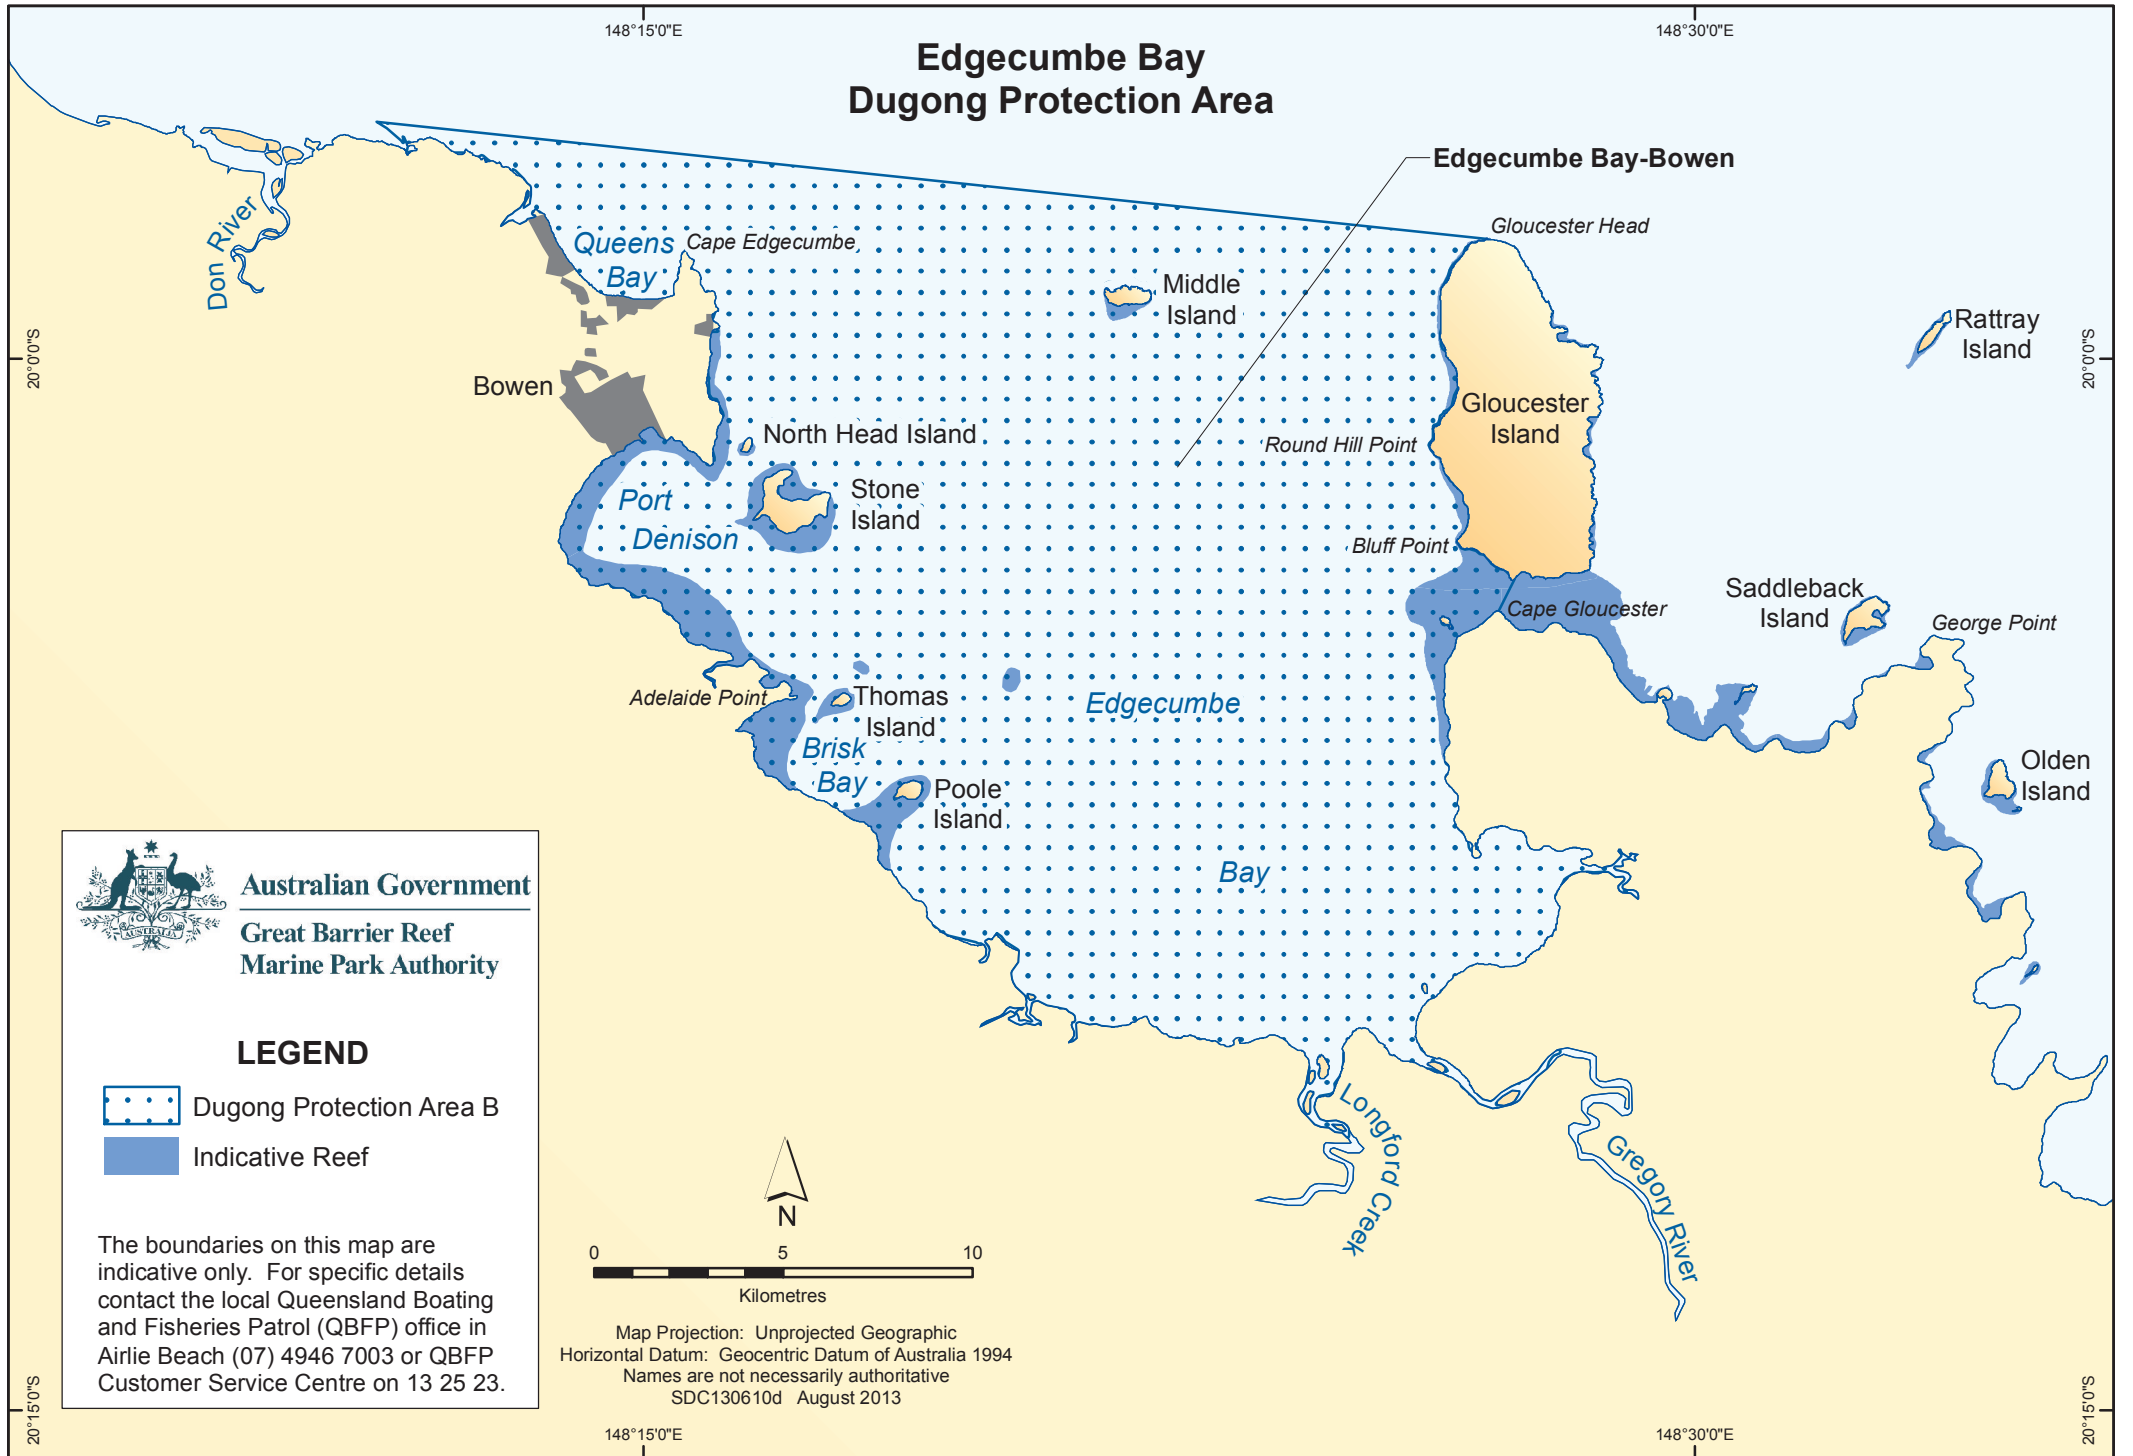 148°15'0"E
148°30'0"E
Edgecumbe Bay
Dugong Protection Area
Edgecumbe Bay-Bowen
Gloucester Head
Don River
Queens
Bay
Cape Edgecumbe
Middle
Island
Rattray
Island
20°0'0"S
20°0'0"S
Bowen
Gloucester
Island
North Head Island
Round Hill Point
Port
Denison
Stone
Island
Bluff Point
Cape Gloucester
Saddleback
Island
George Point
Adelaide Point
Thomas
Island
Edgecumbe
Brisk
Bay
Poole
Island
Olden
Island
Bay
AUSTRALIA
Australian Government
Great Barrier Reef
Marine Park Authority
LEGEND
Dugong Protection Area B
Indicative Reef
The boundaries on this map are
indicative only.  For specific details
contact the local Queensland Boating
and Fisheries Patrol (QBFP) office in
Airlie Beach (07) 4946 7003 or QBFP
Customer Service Centre on 13 25 23.
Longford Creek
Gregory River
N
0 5 10
Kilometres
Map Projection:  Unprojected Geographic
Horizontal Datum:  Geocentric Datum of Australia 1994
Names are not necessarily authoritative
SDC130610d   August 2013
20°15'0"S
20°15'0"S
148°15'0"E
148°30'0"E